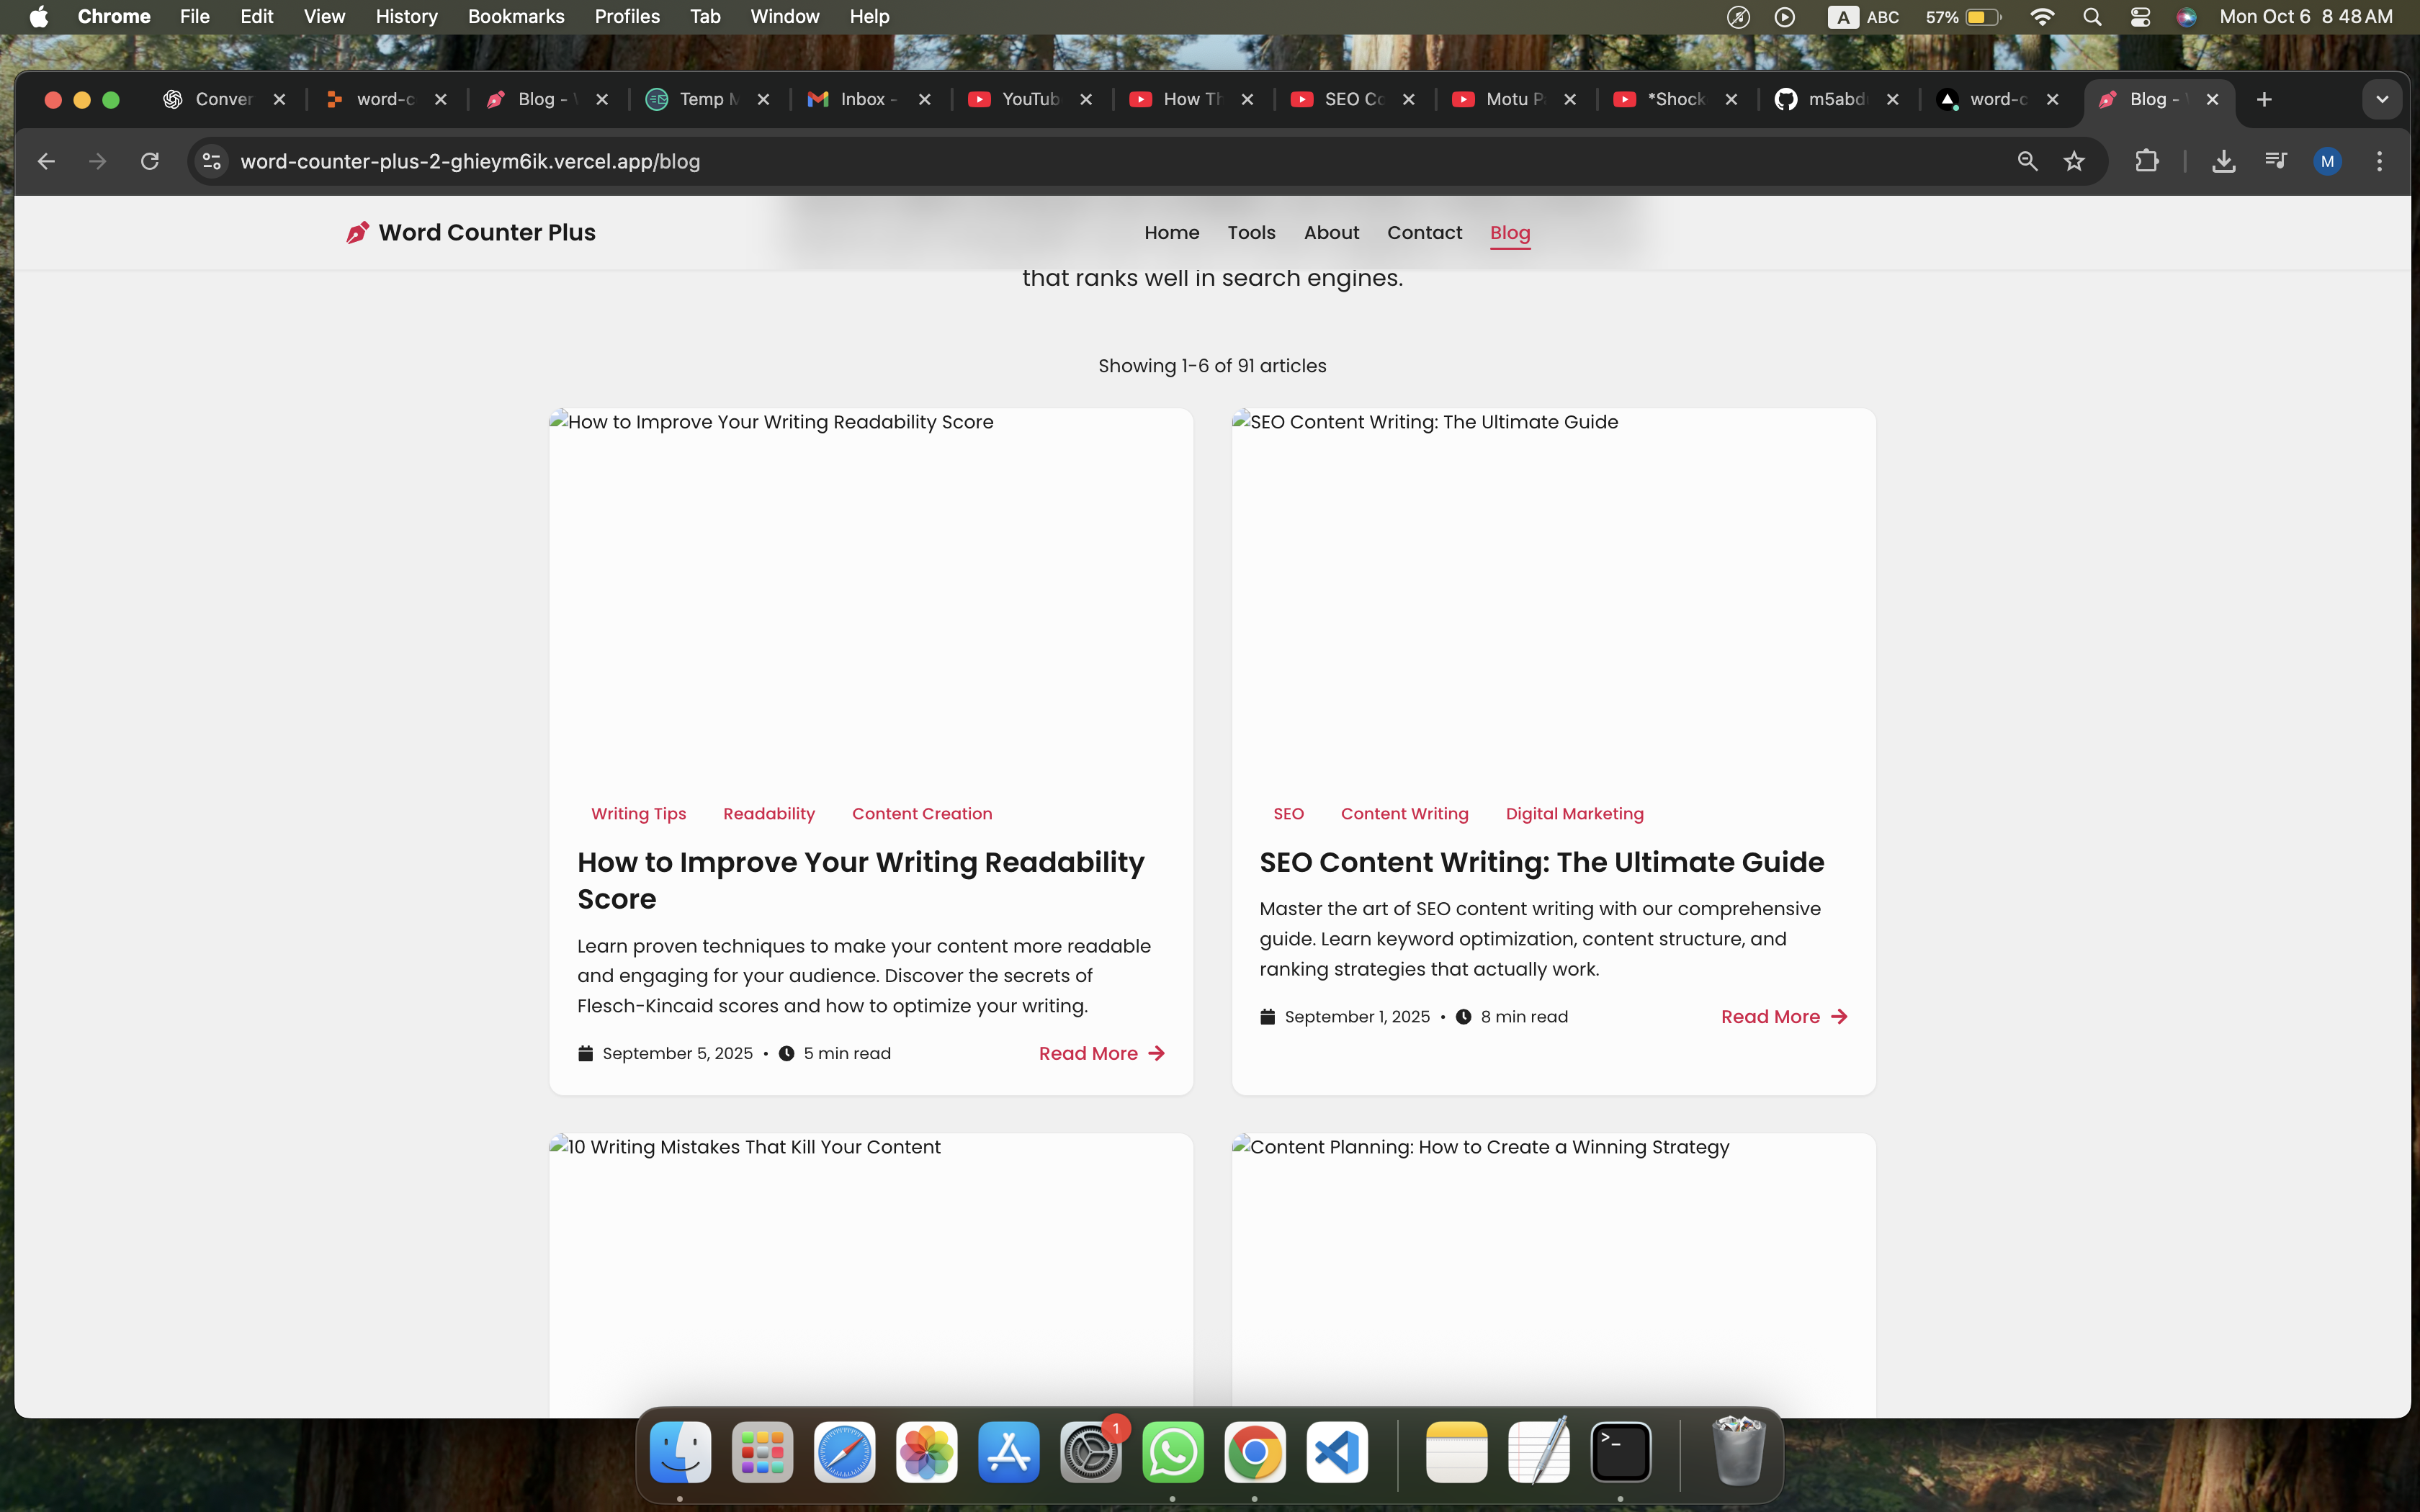 Chrome File Edit View History Bookmarks Profiles Tab Window Help A ABC 57% Mon Oct 6 8 48 AM
Conver word-c Blog - Temp M Inbox - YouTub How Th SEO Co Motu P *Shock m5abd word-c Blog -
word-counter-plus-2-ghieym6ik.vercel.app/blog M
Word Counter Plus Home Tools About Contact Blog
that ranks well in search engines.
Showing 1-6 of 91 articles
How to Improve Your Writing Readability Score
Writing Tips Readability Content Creation
How to Improve Your Writing Readability
Score
Learn proven techniques to make your content more readable
and engaging for your audience. Discover the secrets of
Flesch-Kincaid scores and how to optimize your writing.
September 5, 2025 • 5 min read Read More
SEO Content Writing: The Ultimate Guide
SEO Content Writing Digital Marketing
SEO Content Writing: The Ultimate Guide
Master the art of SEO content writing with our comprehensive
guide. Learn keyword optimization, content structure, and
ranking strategies that actually work.
September 1, 2025 • 8 min read Read More
10 Writing Mistakes That Kill Your Content
Content Planning: How to Create a Winning Strategy
1
>_